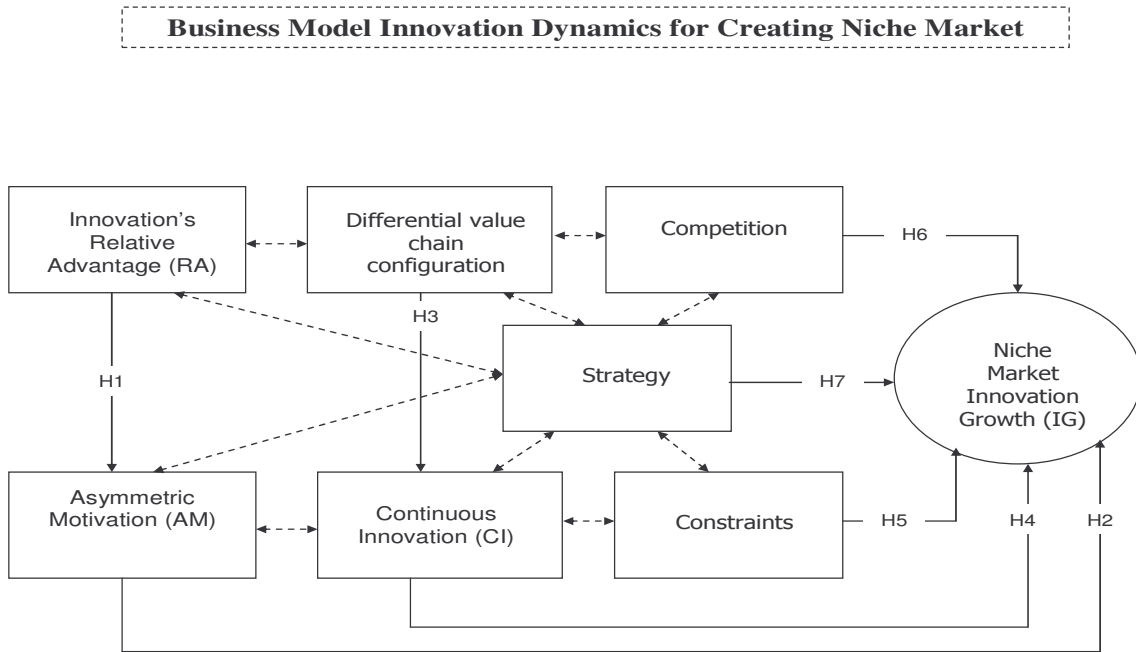 Business Model Innovation Dynamics for Creating Niche Market
Innovation's
Relative
Advantage (RA)
Differential value
chain
configuration
Competition
H6
H3
H1
Strategy
H7
Niche
Market
Innovation
Growth (IG)
Asymmetric
Motivation (AM)
Continuous
Innovation (CI)
Constraints
H5
H4
H2